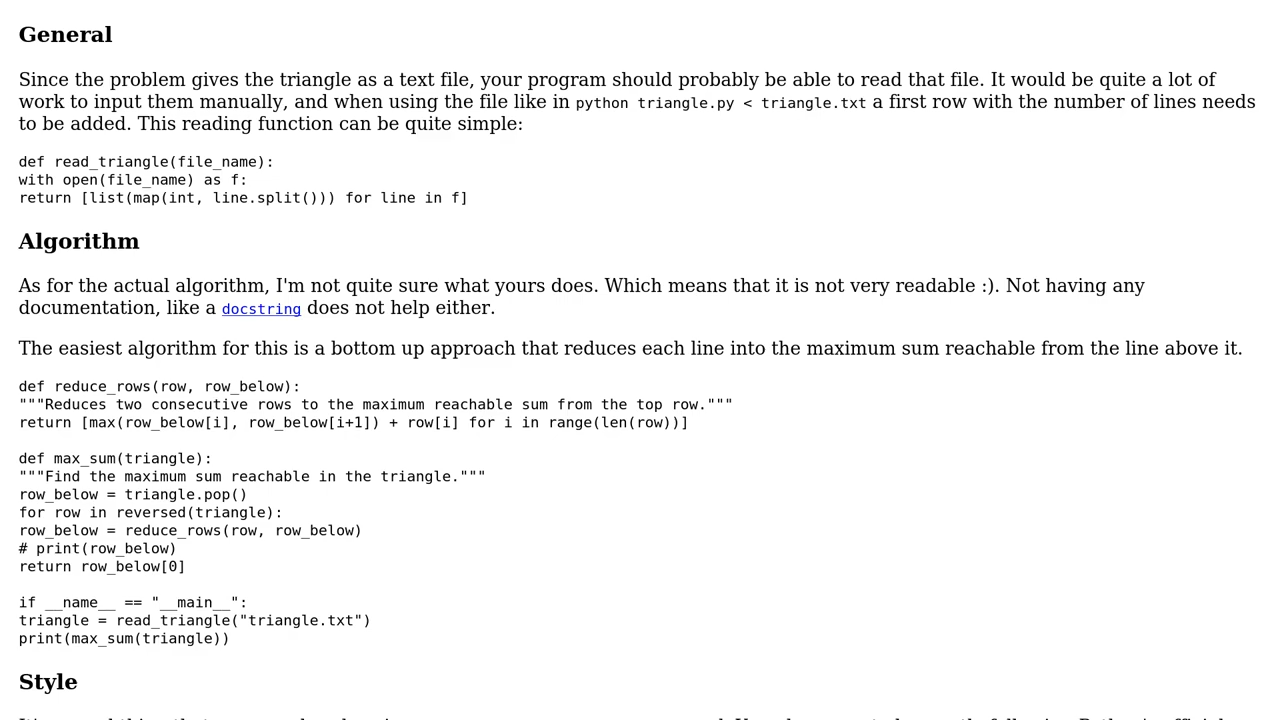 General
Since the problem gives the triangle as a text file, your program should probably be able to read that file. It would be quite a lot of
work to input them manually, and when using the file like in python triangle.py < triangle.txt a first row with the number of lines needs
to be added. This reading function can be quite simple:
def read_triangle(file_name):
with open(file_name) as f:
return [list(map(int, line.split())) for line in f]
Algorithm
As for the actual algorithm, I'm not quite sure what yours does. Which means that it is not very readable :). Not having any
documentation, like a docstring does not help either.
The easiest algorithm for this is a bottom up approach that reduces each line into the maximum sum reachable from the line above it.
def reduce_rows(row, row_below):
"""Reduces two consecutive rows to the maximum reachable sum from the top row."""
return [max(row_below[i], row_below[i+1]) + row[i] for i in range(len(row))]
def max_sum(triangle):
"""Find the maximum sum reachable in the triangle."""
row_below = triangle.pop()
for row in reversed(triangle):
row_below = reduce_rows(row, row_below)
# print(row_below)
return row_below[0]
if __name__ == "__main__":
triangle = read_triangle("triangle.txt")
print(max_sum(triangle))
Style